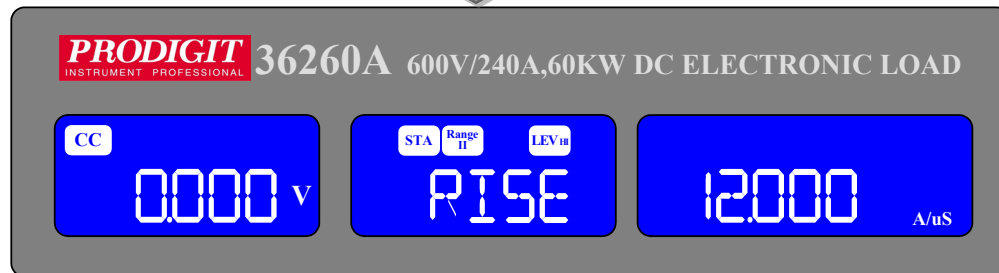 PRODIGIT 36260A 600V/240A,60KW DC ELECTRONIC LOAD
INSTRUMENT PROFESSIONAL
CC
0.000 V
STA Range II LEV HI
RISE
12.000 A/uS